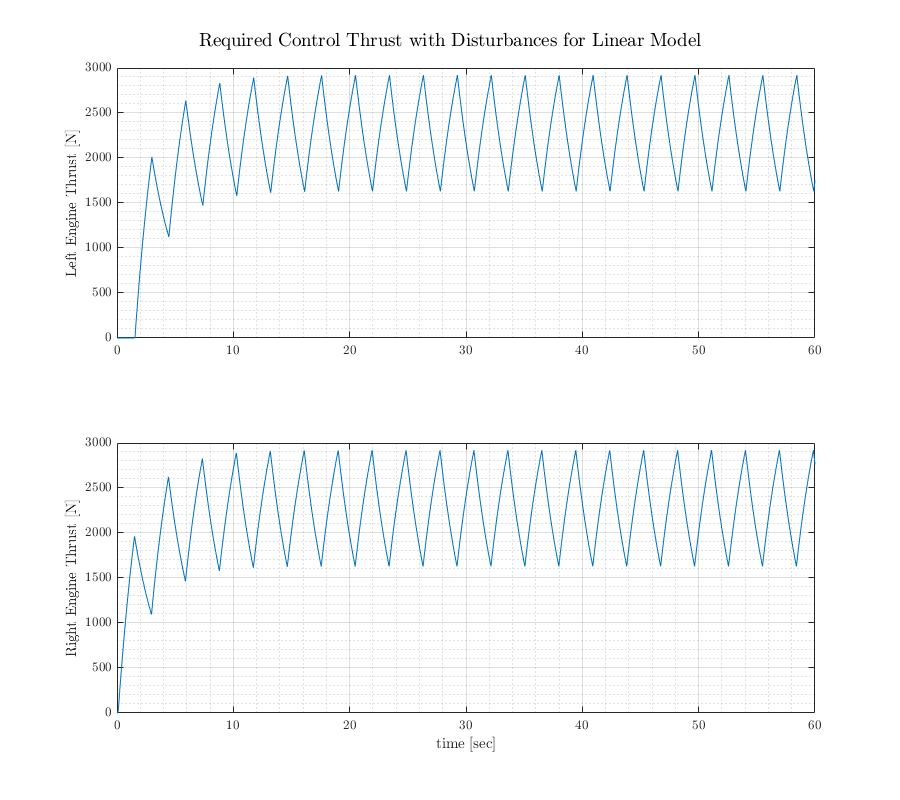 Required Control Thrust with Disturbances for Linear Model
3000
2500
2000
1500
1000
500
0
Left Engine Thrust [N]
0 10 20 30 40 50 60
3000
2500
2000
1500
1000
500
0
Right Engine Thrust [N]
0 10 20 30 40 50 60
time [sec]